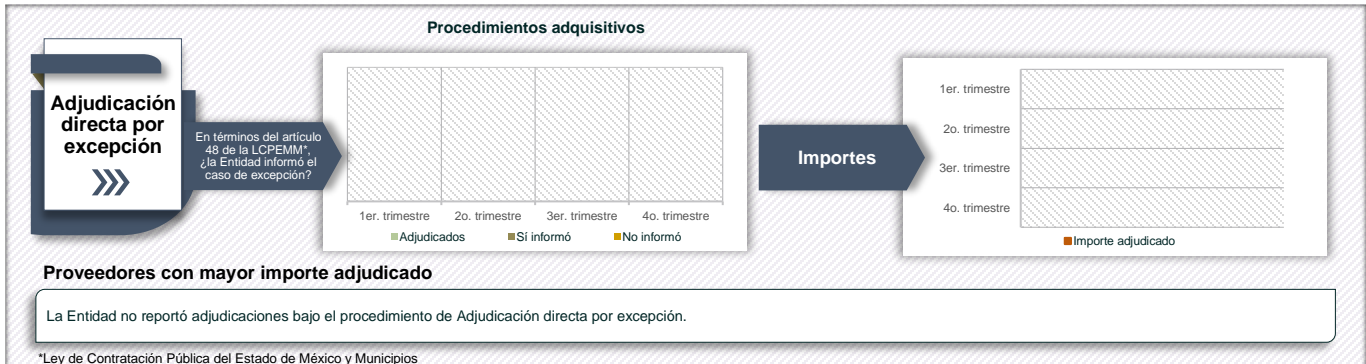 Procedimientos adquisitivos
Adjudicación
directa por
excepción
En términos del artículo
48 de la LCPEMM*,
¿la Entidad informó el
caso de excepción?
1er. trimestre 2o. trimestre 3er. trimestre 4o. trimestre
Adjudicados Sí informó No informó
Importes
1er. trimestre
2o. trimestre
3er. trimestre
4o. trimestre
Importe adjudicado
Proveedores con mayor importe adjudicado
La Entidad no reportó adjudicaciones bajo el procedimiento de Adjudicación directa por excepción.
*Ley de Contratación Pública del Estado de México y Municipios